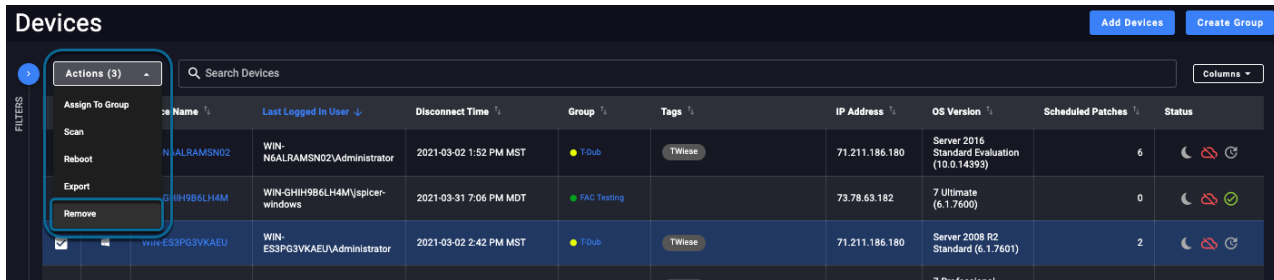 Devices
Add Devices
Create Group
Actions (3)
Search Devices
Columns
FILTERS
Assign To Group
Scan
Reboot
Export
Remove
ce Name
Last Logged In User
Disconnect Time
Group
Tags
IP Address
OS Version
Scheduled Patches
Status
N6ALRAMSN02
WIN-
N6ALRAMSN02\Administrator
2021-03-02 1:52 PM MST
T-Dub
TWiese
71.211.186.180
Server 2016
Standard Evaluation
(10.0.14393)
6
GHIH9B6LH4M
WIN-GHIH9B6LH4M\jspicer-
windows
2021-03-31 7:06 PM MDT
FAC Testing
73.78.63.182
7 Ultimate
(6.1.7600)
0
WIN-ES3PG3VKAEU
WIN-
ES3PG3VKAEU\Administrator
2021-03-02 2:42 PM MST
T-Dub
TWiese
71.211.186.180
Server 2008 R2
Standard (6.1.7601)
2